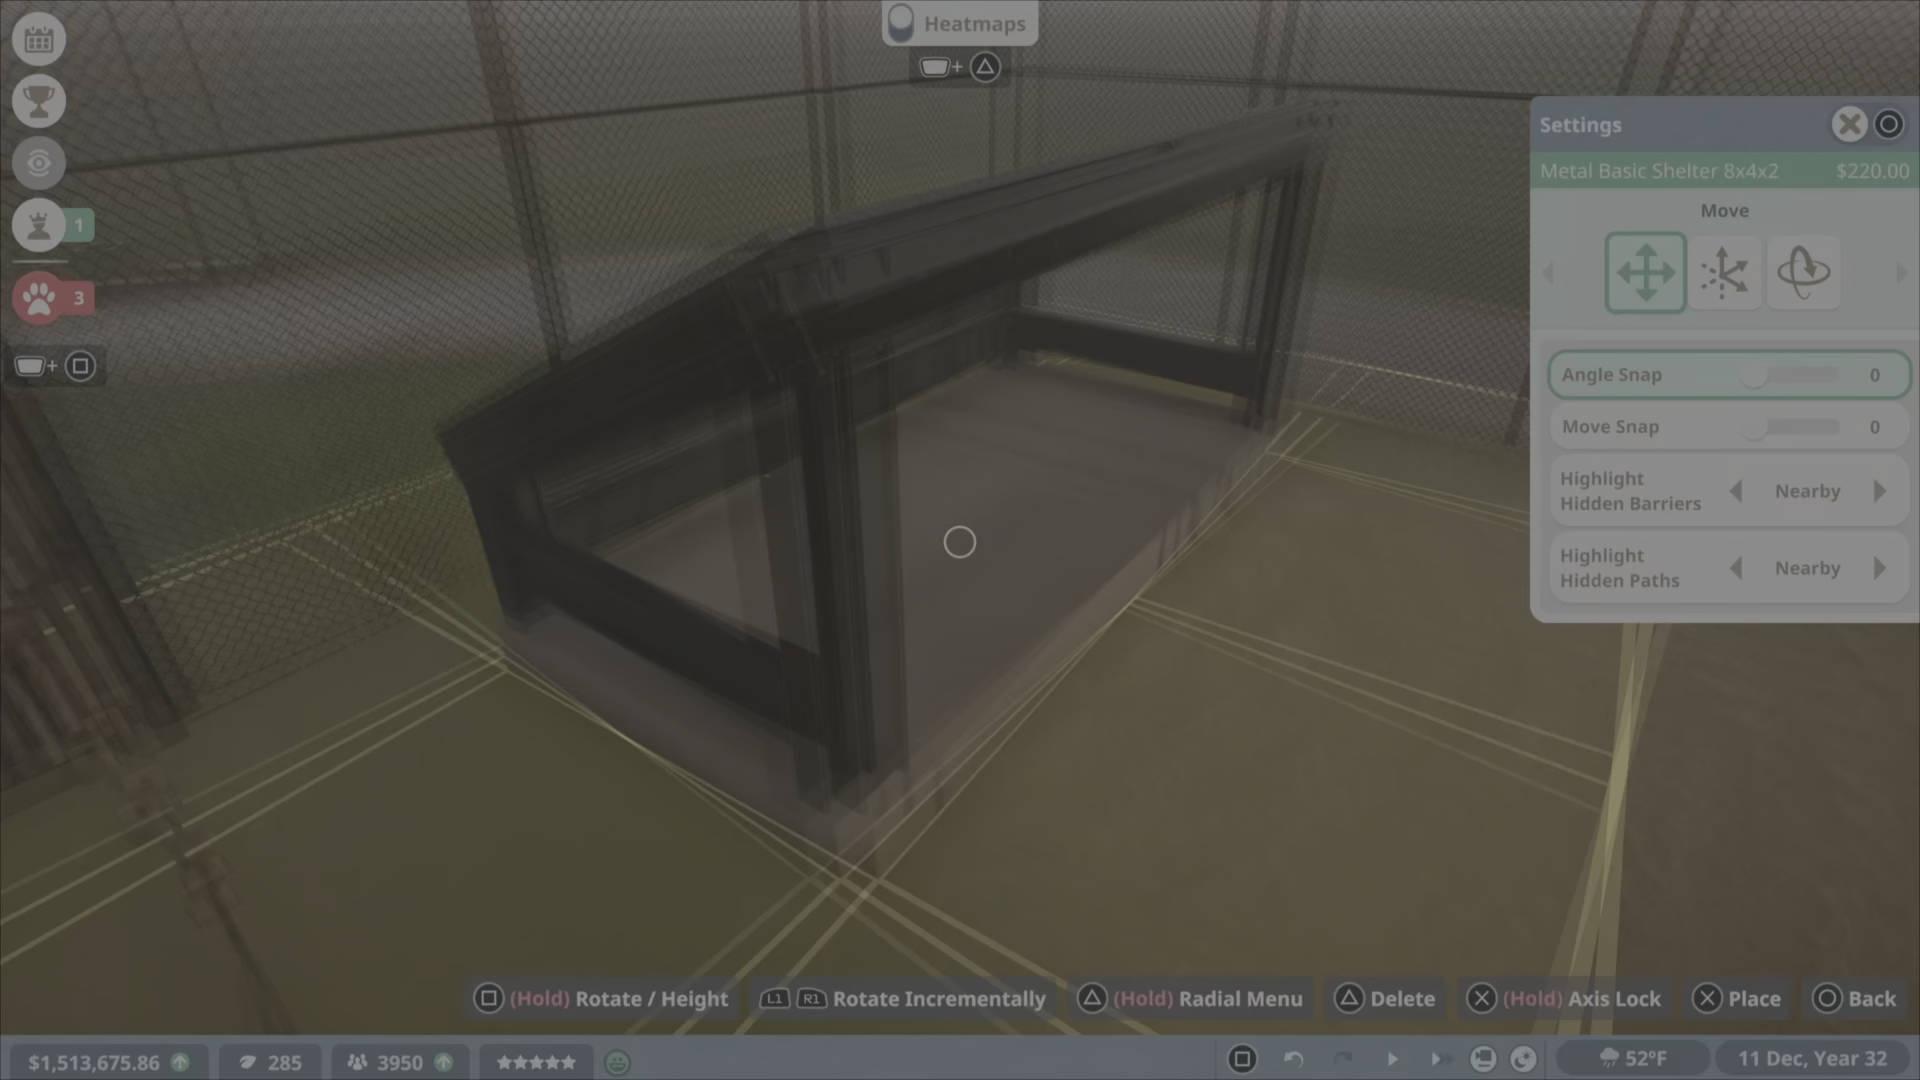 Heatmaps
+
1
3
+
Settings
Metal Basic Shelter 8x4x2 $220.00
Move
Angle Snap 0
Move Snap 0
Highlight
Hidden Barriers
Nearby
Highlight
Hidden Paths
Nearby
(Hold) Rotate / Height L1 R1 Rotate Incrementally (Hold) Radial Menu Delete (Hold) Axis Lock Place Back
$1,513,675.86 285 3950 52°F 11 Dec, Year 32